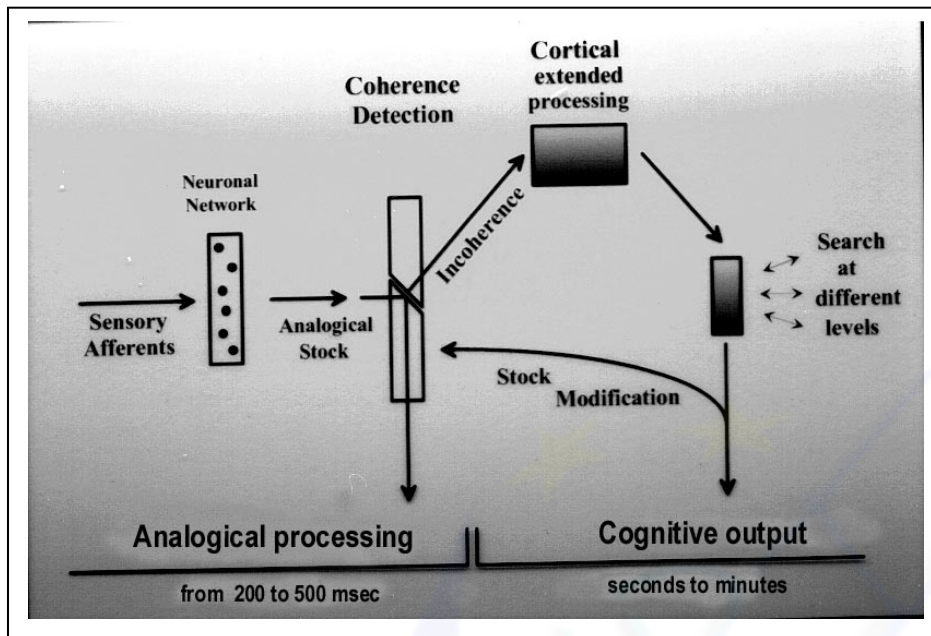 Cortical
extended
processing
Coherence
Detection
Neuronal
Network
Incoherence
Search
at
different
levels
Sensory
Afferents
Analogical
Stock
Stock
Modification
Analogical processing
Cognitive output
from 200 to 500 msec
seconds to minutes